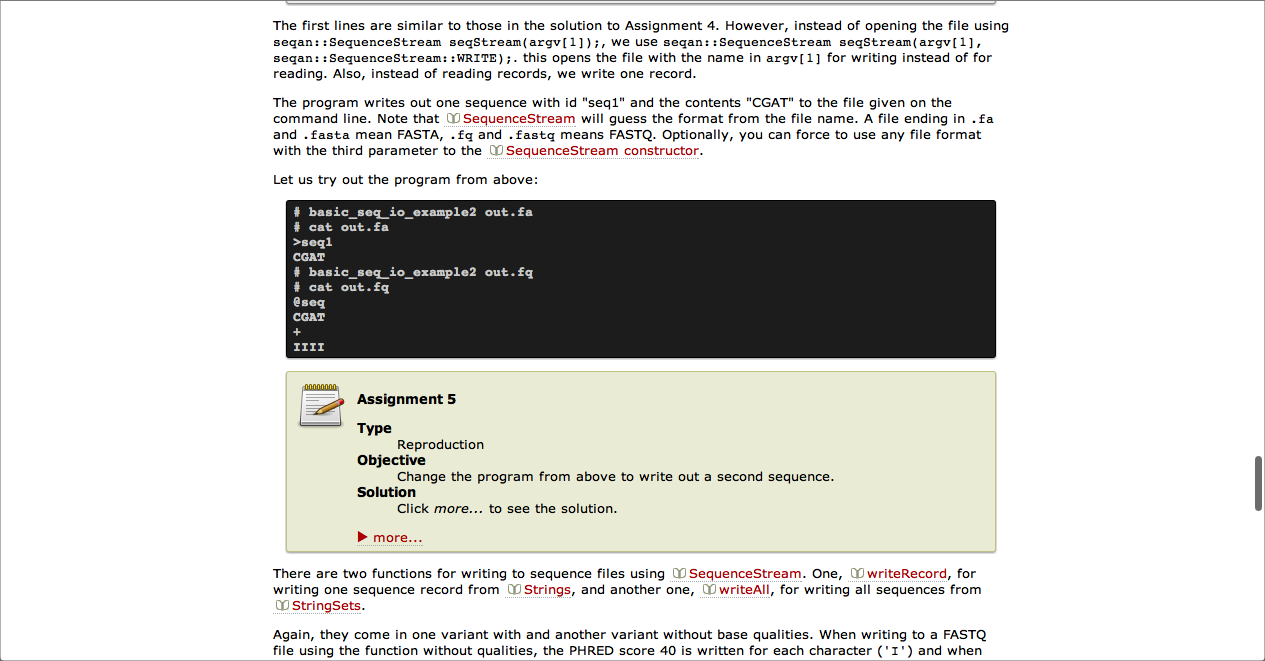 The first lines are similar to those in the solution to Assignment 4. However, instead of opening the file using
seqan::SequenceStream seqStream(argv[1]);, we use seqan::SequenceStream seqStream(argv[1],
seqan::SequenceStream::WRITE);. this opens the file with the name in argv[1] for writing instead of for
reading. Also, instead of reading records, we write one record.
The program writes out one sequence with id "seq1" and the contents "CGAT" to the file given on the
command line. Note that SequenceStream will guess the format from the file name. A file ending in .fa
and .fasta mean FASTA, .fq and .fastq means FASTQ. Optionally, you can force to use any file format
with the third parameter to the SequenceStream constructor.
Let us try out the program from above:
# basic_seq_io_example2 out.fa
# cat out.fa
>seq1
CGAT
# basic_seq_io_example2 out.fq
# cat out.fq
@seq
CGAT
+
IIII
Assignment 5
Type
Reproduction
Objective
Change the program from above to write out a second sequence.
Solution
Click more... to see the solution.
more...
There are two functions for writing to sequence files using SequenceStream. One, writeRecord, for
writing one sequence record from Strings, and another one, writeAll, for writing all sequences from
StringSets.
Again, they come in one variant with and another variant without base qualities. When writing to a FASTQ
file using the function without qualities, the PHRED score 40 is written for each character ('I') and when